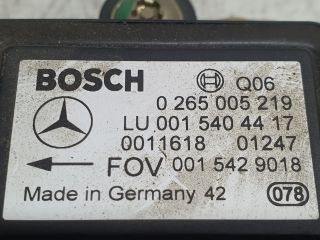 BOSCH Q06
0 265 005 219
LU 001 540 44 17
0011618 01247
FOV 001 542 9018
Made in Germany 42 078